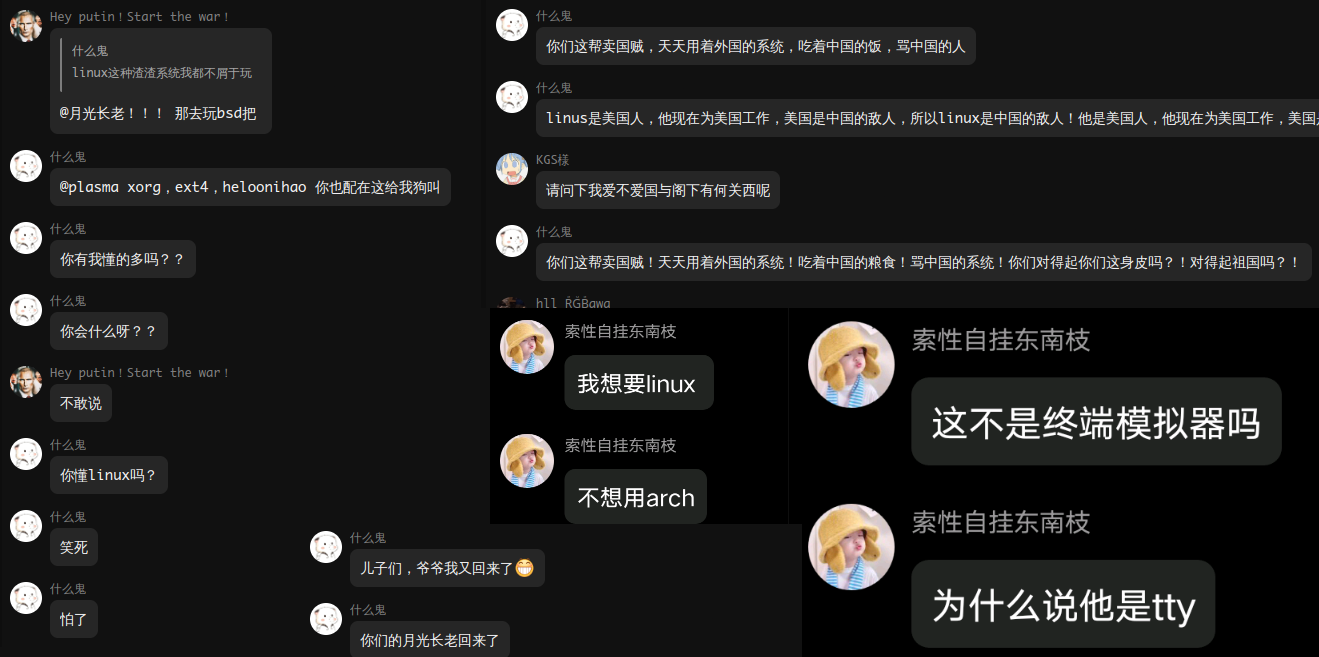 Hey putin！Start the war！
什么鬼
linux这种渣渣系统我都不屑于玩
@月光长老！！！ 那去玩bsd把
什么鬼
@plasma xorg，ext4，heloonihao 你也配在这给我狗叫
什么鬼
你有我懂的多吗？？
什么鬼
你会什么呀？？
Hey putin！Start the war！
不敢说
什么鬼
你懂linux吗？
什么鬼
笑死
什么鬼
怕了
什么鬼
你们这帮卖国贼，天天用着外国的系统，吃着中国的饭，骂中国的人
什么鬼
linus是美国人，他现在为美国工作，美国是中国的敌人，所以linux是中国的敌人！他是美国人，他现在为美国工作，美国
KGS様
请问下我爱不爱国与阁下有何关西呢
什么鬼
你们这帮卖国贼！天天用着外国的系统！吃着中国的粮食！骂中国的系统！你们对得起你们这身皮吗？！对得起祖国吗？！
索性自挂东南枝
我想要linux
索性自挂东南枝
不想用arch
什么鬼
儿子们，爷爷我又回来了😁
什么鬼
你们的月光长老回来了
索性自挂东南枝
这不是终端模拟器吗
索性自挂东南枝
为什么说他是tty